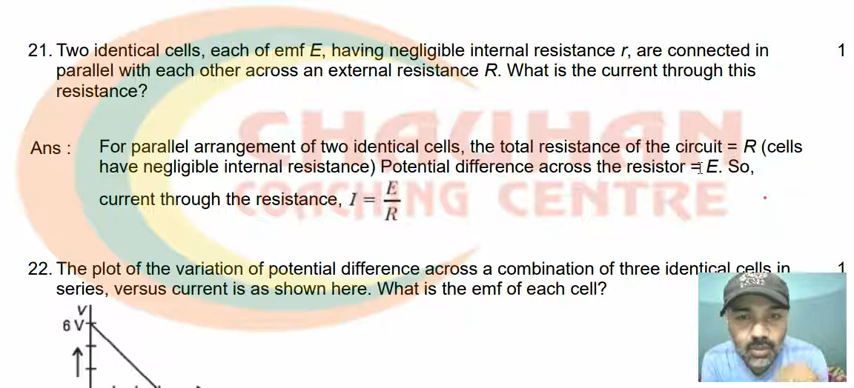 21. Two identical cells, each of emf E, having negligible internal resistance r, are connected in 1
parallel with each other across an external resistance R. What is the current through this
resistance?
CHAUHAN
COACHING CENTRE
Ans : For parallel arrangement of two identical cells, the total resistance of the circuit = R (cells
have negligible internal resistance) Potential difference across the resistor = E. So,
current through the resistance, I = E/R
22. The plot of the variation of potential difference across a combination of three identical cells in 1
series, versus current is as shown here. What is the emf of each cell?
V
6 V